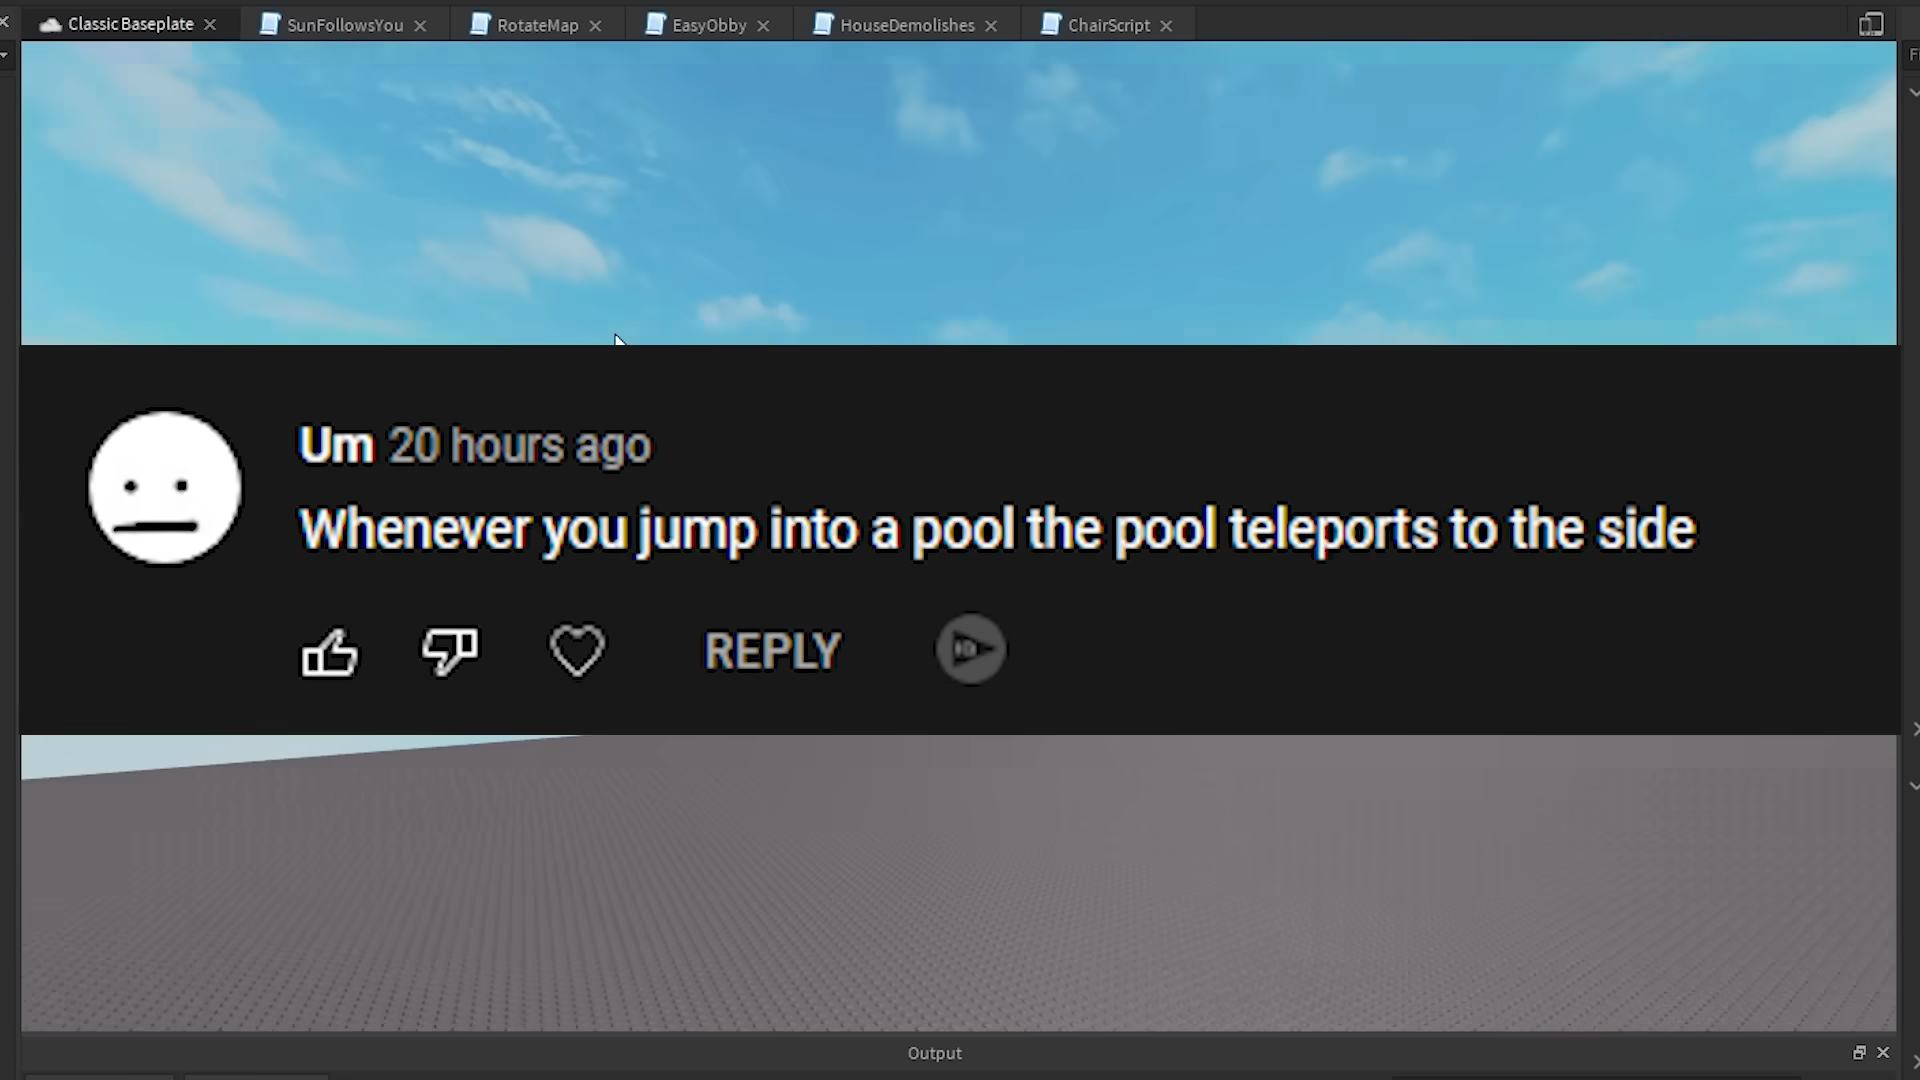 Classic Baseplate
SunFollowsYou
RotateMap
EasyObby
HouseDemolishes
ChairScript
Um 20 hours ago
Whenever you jump into a pool the pool teleports to the side
REPLY
Output